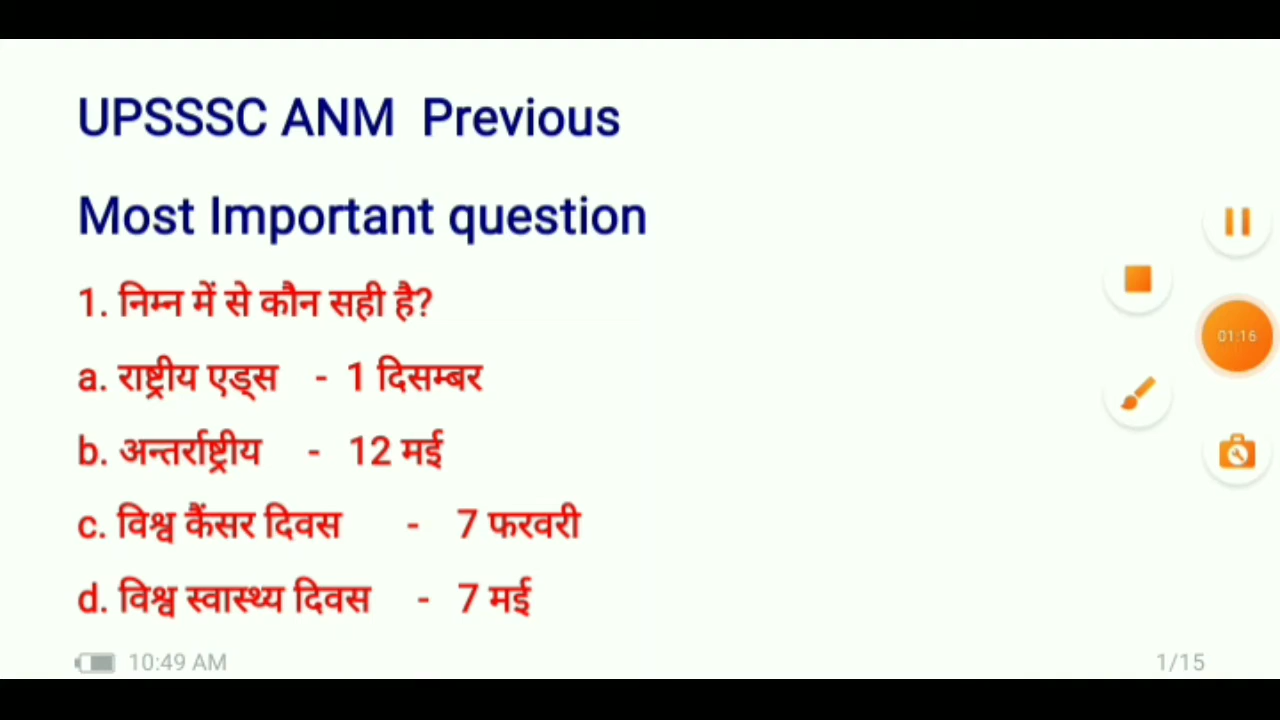 UPSSSC ANM Previous
Most Important question
1. निम्न में से कौन सही है?
a. राष्ट्रीय एड्स - 1 दिसम्बर
b. अन्तर्राष्ट्रीय - 12 मई
c. विश्व कैंसर दिवस - 7 फरवरी
d. विश्व स्वास्थ्य दिवस - 7 मई
01:16
10:49 AM
1/15